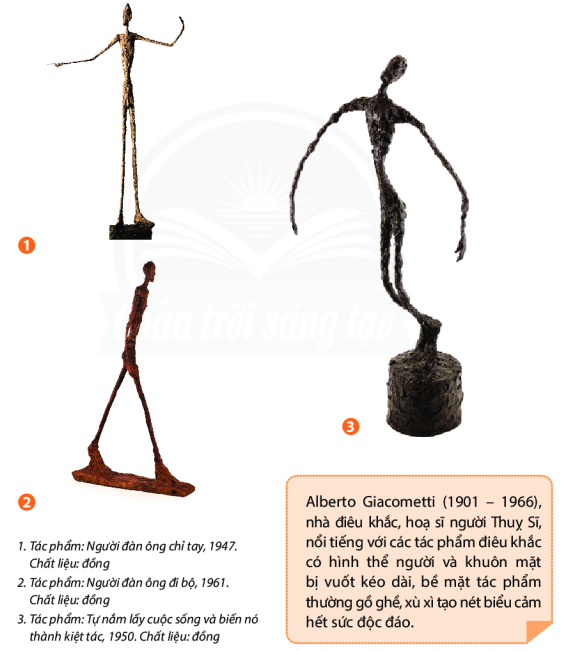 1
2
3
Chân trời sáng tạo
1. Tác phẩm: Người đàn ông chỉ tay, 1947.
Chất liệu: đồng
2. Tác phẩm: Người đàn ông đi bộ, 1961.
Chất liệu: đồng
3. Tác phẩm: Tự nắm lấy cuộc sống và biến nó
thành kiệt tác, 1950. Chất liệu: đồng
Alberto Giacometti (1901 – 1966),
nhà điêu khắc, hoạ sĩ người Thuỵ Sĩ,
nổi tiếng với các tác phẩm điêu khắc
có hình thể người và khuôn mặt
bị vuốt kéo dài, bề mặt tác phẩm
thường gồ ghề, xù xì tạo nét biểu cảm
hết sức độc đáo.